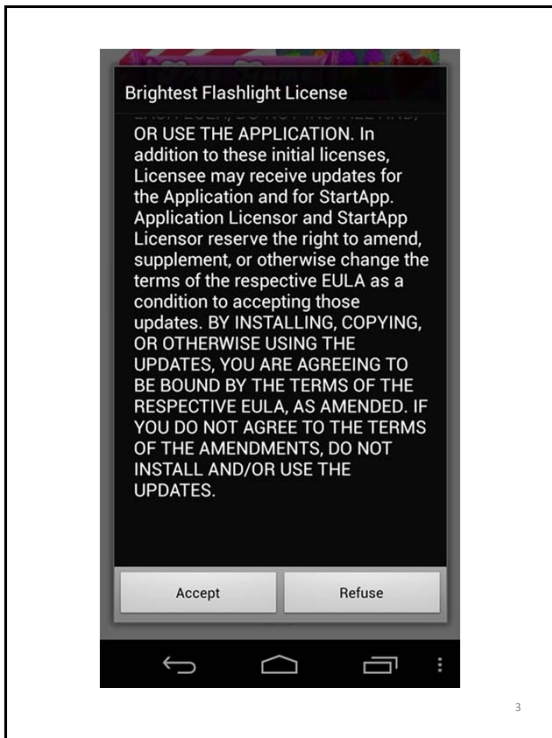 Brightest Flashlight License
OR USE THE APPLICATION. In
addition to these initial licenses,
Licensee may receive updates for
the Application and for StartApp.
Application Licensor and StartApp
Licensor reserve the right to amend,
supplement, or otherwise change the
terms of the respective EULA as a
condition to accepting those
updates. BY INSTALLING, COPYING,
OR OTHERWISE USING THE
UPDATES, YOU ARE AGREEING TO
BE BOUND BY THE TERMS OF THE
RESPECTIVE EULA, AS AMENDED. IF
YOU DO NOT AGREE TO THE TERMS
OF THE AMENDMENTS, DO NOT
INSTALL AND/OR USE THE
UPDATES.
Accept
Refuse
3